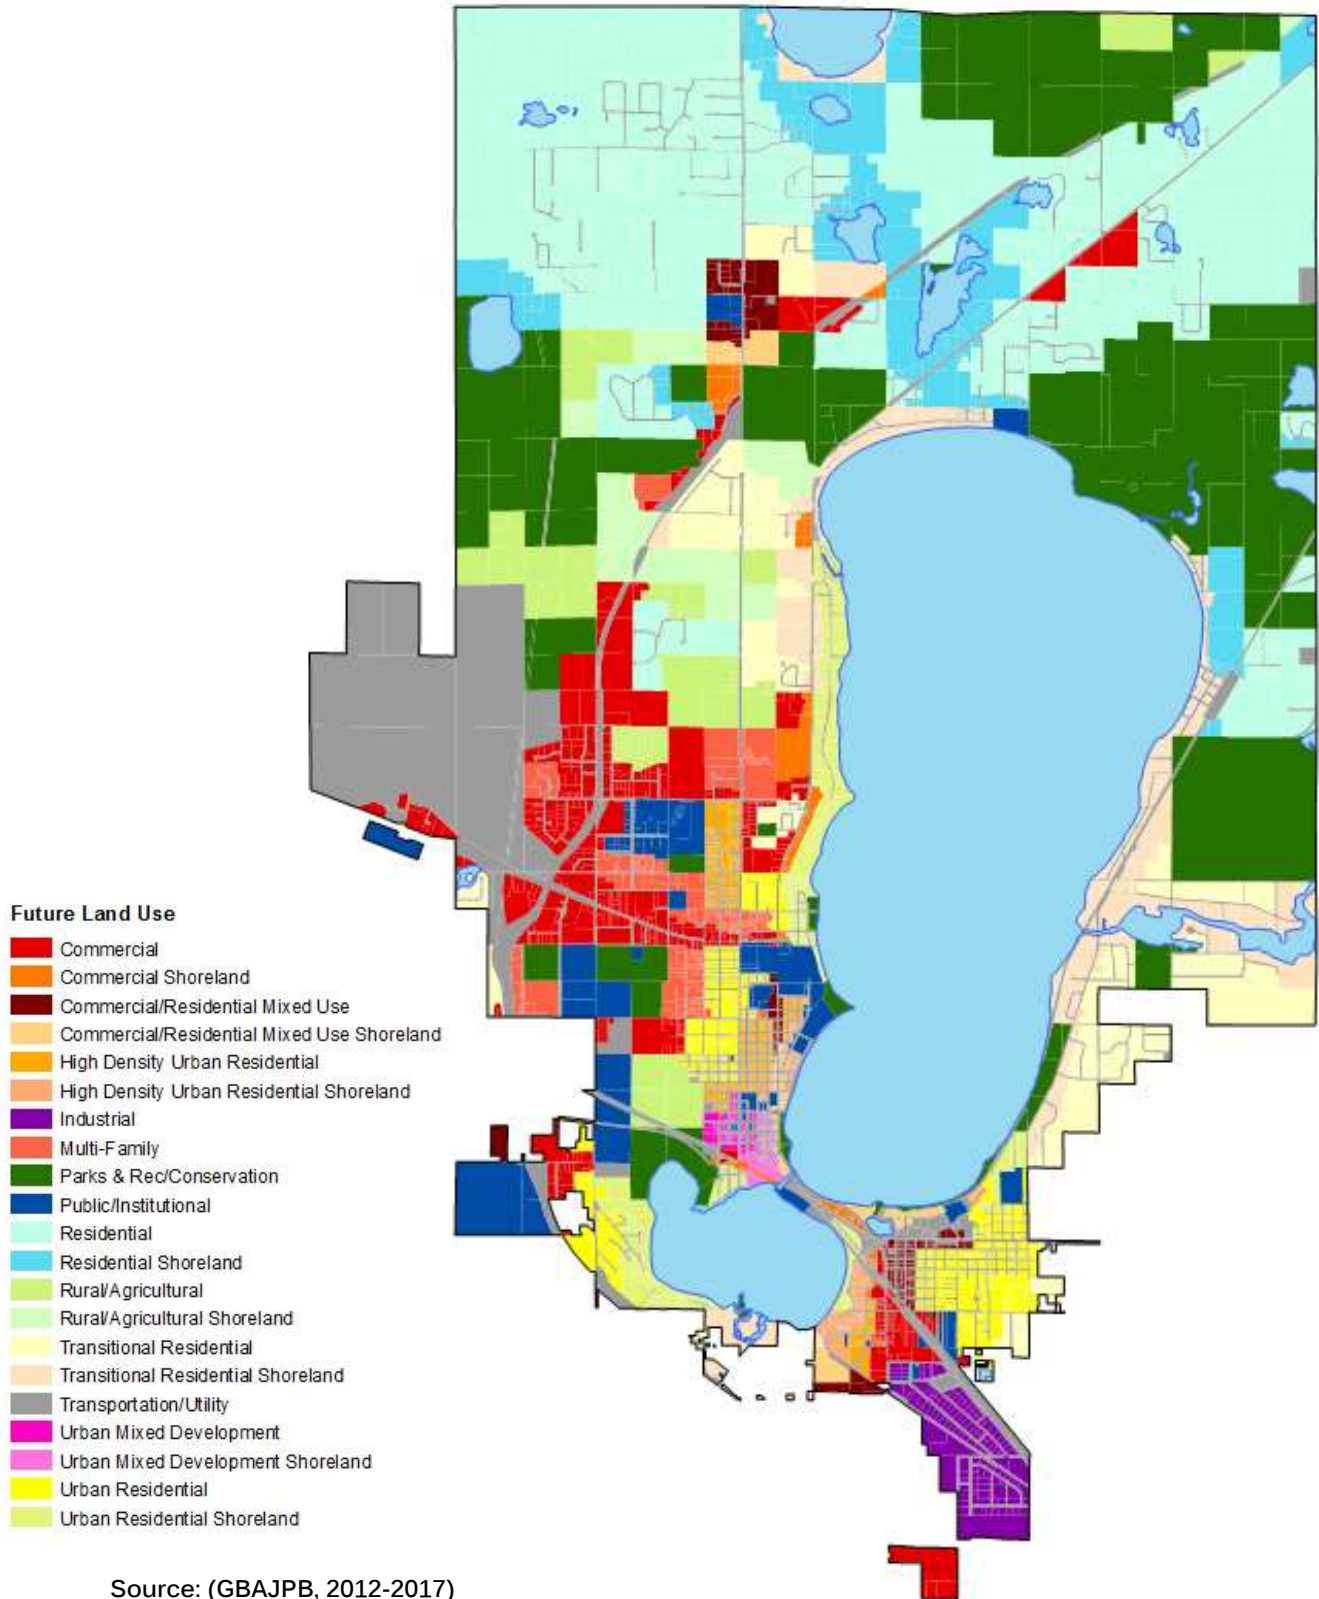 Future Land Use
Commercial
Commercial Shoreland
Commercial/Residential Mixed Use
Commercial/Residential Mixed Use Shoreland
High Density Urban Residential
High Density Urban Residential Shoreland
Industrial
Multi-Family
Parks & Rec/Conservation
Public/Institutional
Residential
Residential Shoreland
Rural/Agricultural
Rural/Agricultural Shoreland
Transitional Residential
Transitional Residential Shoreland
Transportation/Utility
Urban Mixed Development
Urban Mixed Development Shoreland
Urban Residential
Urban Residential Shoreland
Source: (GBAJPB, 2012-2017)